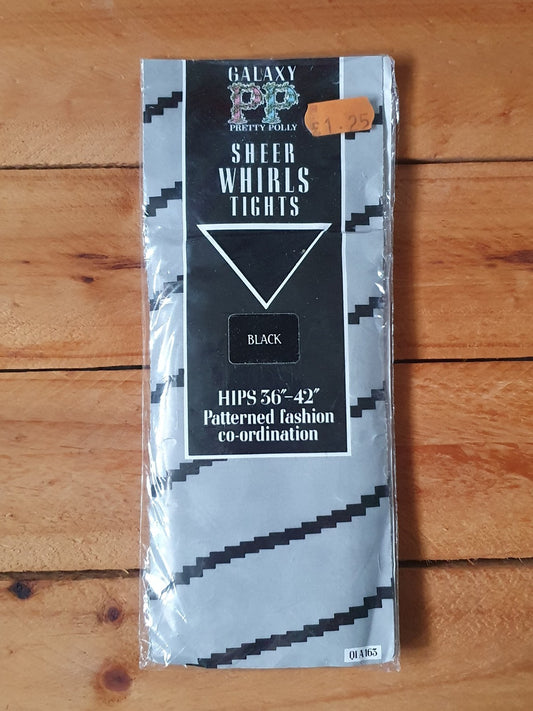 GALAXY
PP
PRETTY POLLY
£1.25
SHEER
WHIRLS
TIGHTS
BLACK
HIPS 36"-42"
Patterned fashion
co-ordination
01A163